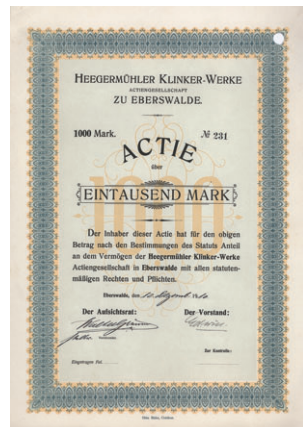 HEEGERMÜHLER KLINKER-WERKE
ACTIENGESELLSCHAFT
ZU EBERSWALDE.
1000 Mark. № 231
ACTIE
über
1000
EINTAUSEND MARK
Der Inhaber dieser Actie hat für den obigen
Betrag nach den Bestimmungen des Statuts Anteil
an dem Vermögen der Heegermühler Klinker-Werke
Actiengesellschaft in Eberswalde mit allen statuten-
mäßigen Rechten und Pflichten.
Eberswalde, den
Der Aufsichtsrat: Der Vorstand:
Zur Kontrolle:
Eingetragen Fol.